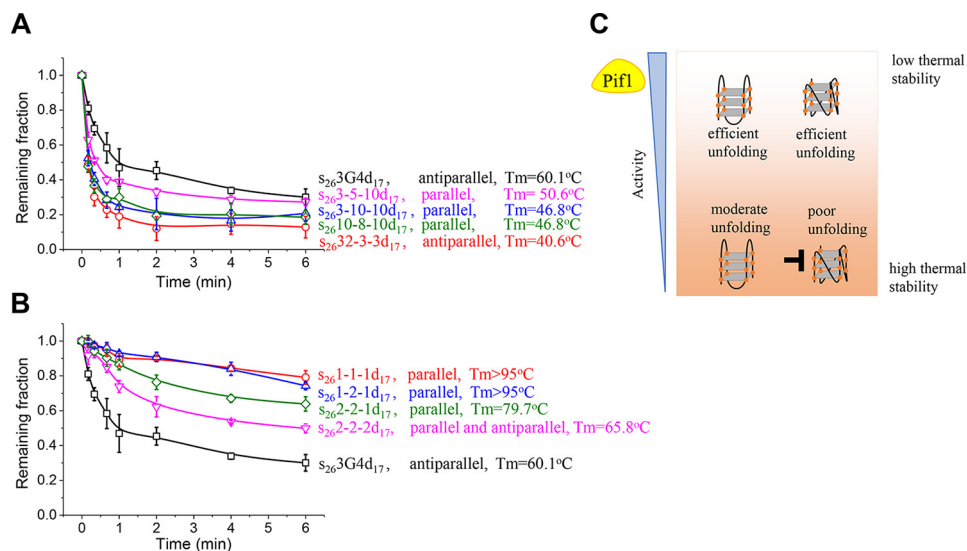 A
Remaining fraction
1.0
0.8
0.6
0.4
0.2
0.0
s₂₆3G4d₁₇, antiparallel, Tm=60.1°C
s₂₆3-5-10d₁₇, parallel, Tm= 50.6°C
s₂₆3-10-10d₁₇, parallel, Tm=46.8°C
s₂₆10-8-10d₁₇, parallel, Tm=46.8°C
s₂₆32-3-3d₁₇, antiparallel, Tm=40.6°C
0 1 2 3 4 5 6
Time (min)
B
Remaining fraction
1.0
0.8
0.6
0.4
0.2
0.0
s₂₆1-1-1d₁₇, parallel, Tm>95°C
s₂₆1-2-1d₁₇, parallel, Tm>95°C
s₂₆2-2-1d₁₇, parallel, Tm=79.7°C
s₂₆2-2-2d₁₇, parallel and antiparallel, Tm=65.8°C
s₂₆3G4d₁₇, antiparallel, Tm=60.1°C
0 1 2 3 4 5 6
Time (min)
C
Pif1
Activity
low thermal
stability
efficient
unfolding
efficient
unfolding
moderate
unfolding
poor
unfolding
high thermal
stability